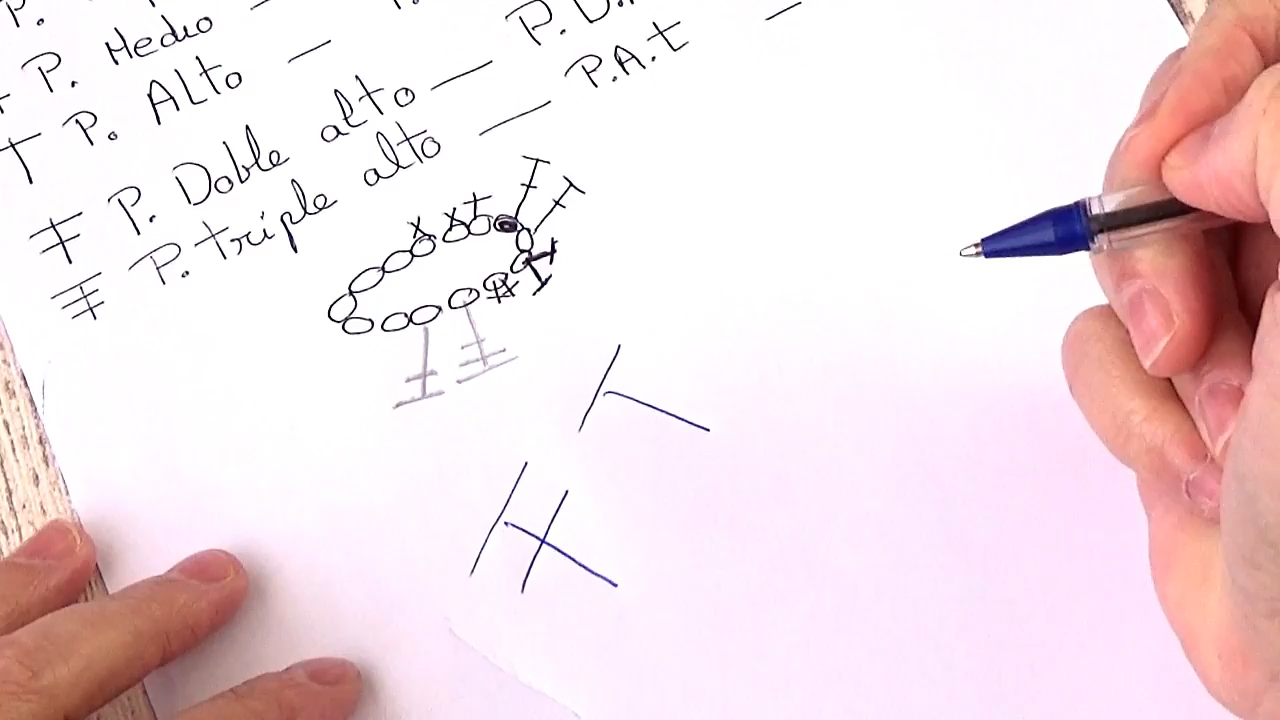 P. Medio —
P. Alto —
P. Doble alto —
P. triple alto — P.A.t —